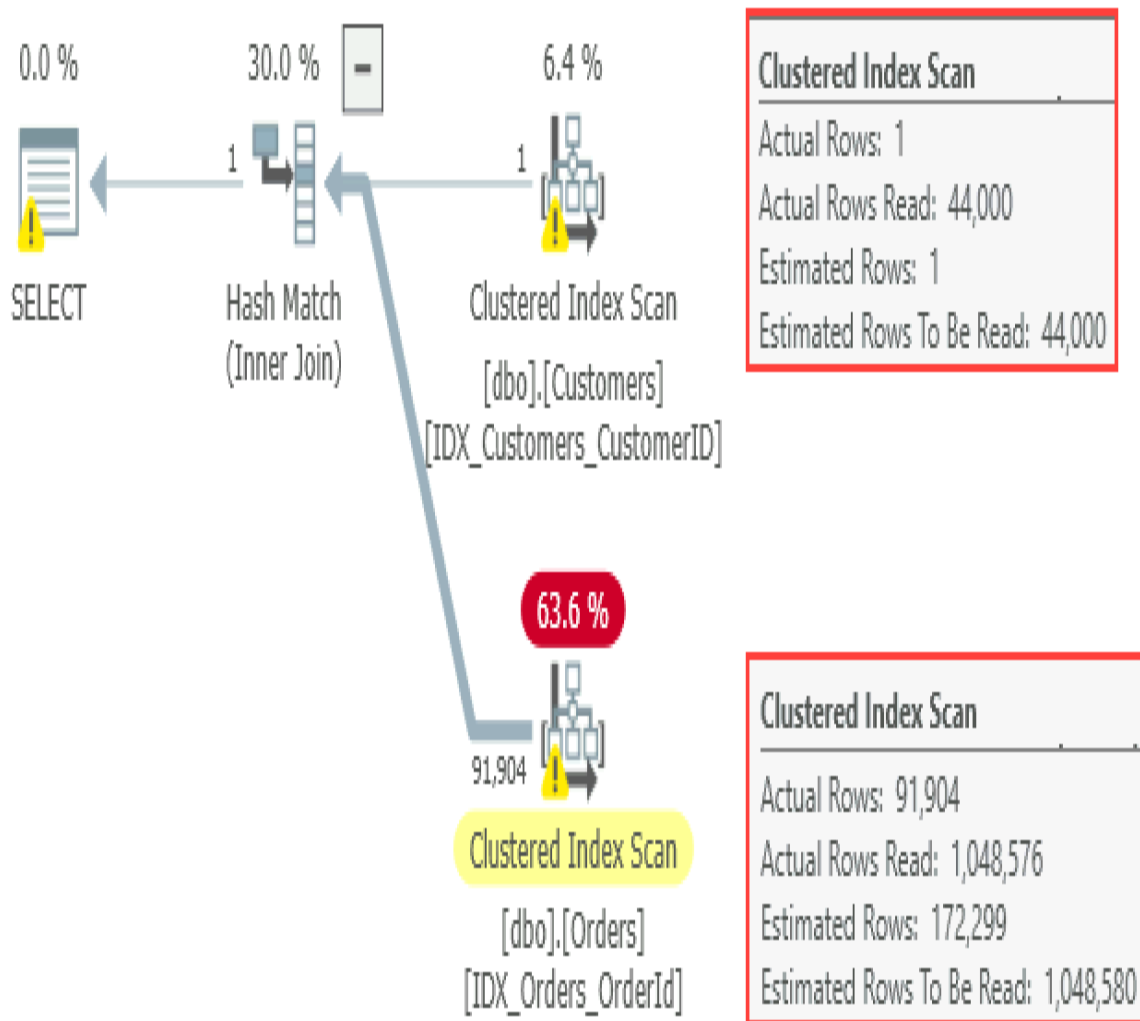 0.0 %
30.0 %
6.4 %
1
1
SELECT
Hash Match
(Inner Join)
Clustered Index Scan
[dbo].[Customers]
[IDX_Customers_CustomerID]
Clustered Index Scan
Actual Rows: 1
Actual Rows Read: 44,000
Estimated Rows: 1
Estimated Rows To Be Read: 44,000
63.6 %
91,904
Clustered Index Scan
[dbo].[Orders]
[IDX_Orders_OrderId]
Clustered Index Scan
Actual Rows: 91,904
Actual Rows Read: 1,048,576
Estimated Rows: 172,299
Estimated Rows To Be Read: 1,048,580